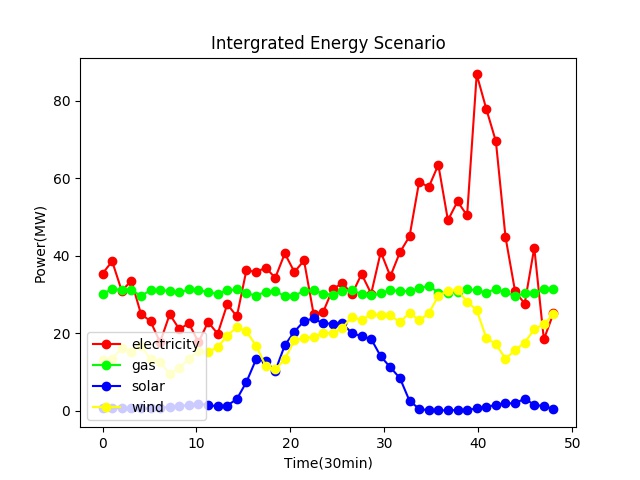 Intergrated Energy Scenario
Power(MW)
80
60
40
20
0
electricity
gas
solar
wind
0 10 20 30 40 50
Time(30min)